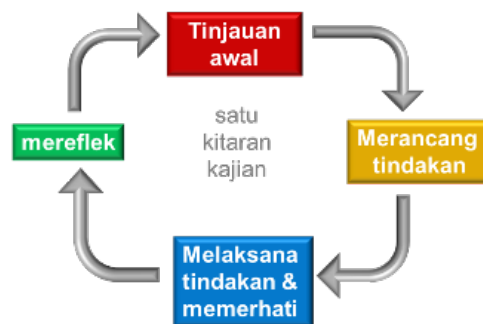 Tinjauan
awal
satu
kitaran
kajian
mereflek
Merancang
tindakan
Melaksana
tindakan &
memerhati